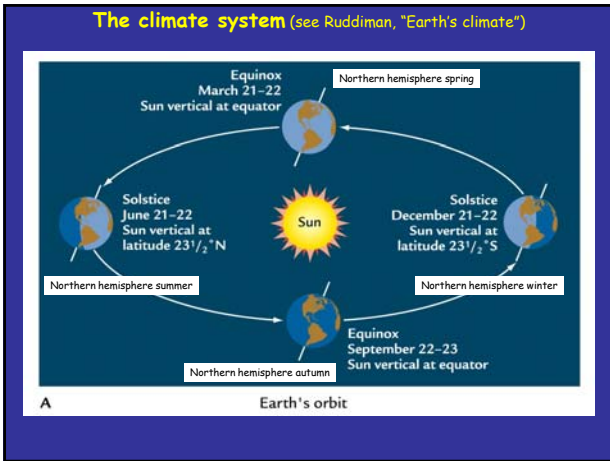 The climate system (see Ruddiman, “Earth’s climate”)
Equinox
March 21–22
Sun vertical at equator
Northern hemisphere spring
Solstice
June 21–22
Sun vertical at
latitude 23 1/2°N
Sun
Solstice
December 21–22
Sun vertical at
latitude 23 1/2°S
Northern hemisphere summer
Northern hemisphere winter
Equinox
September 22–23
Sun vertical at equator
Northern hemisphere autumn
A
Earth's orbit